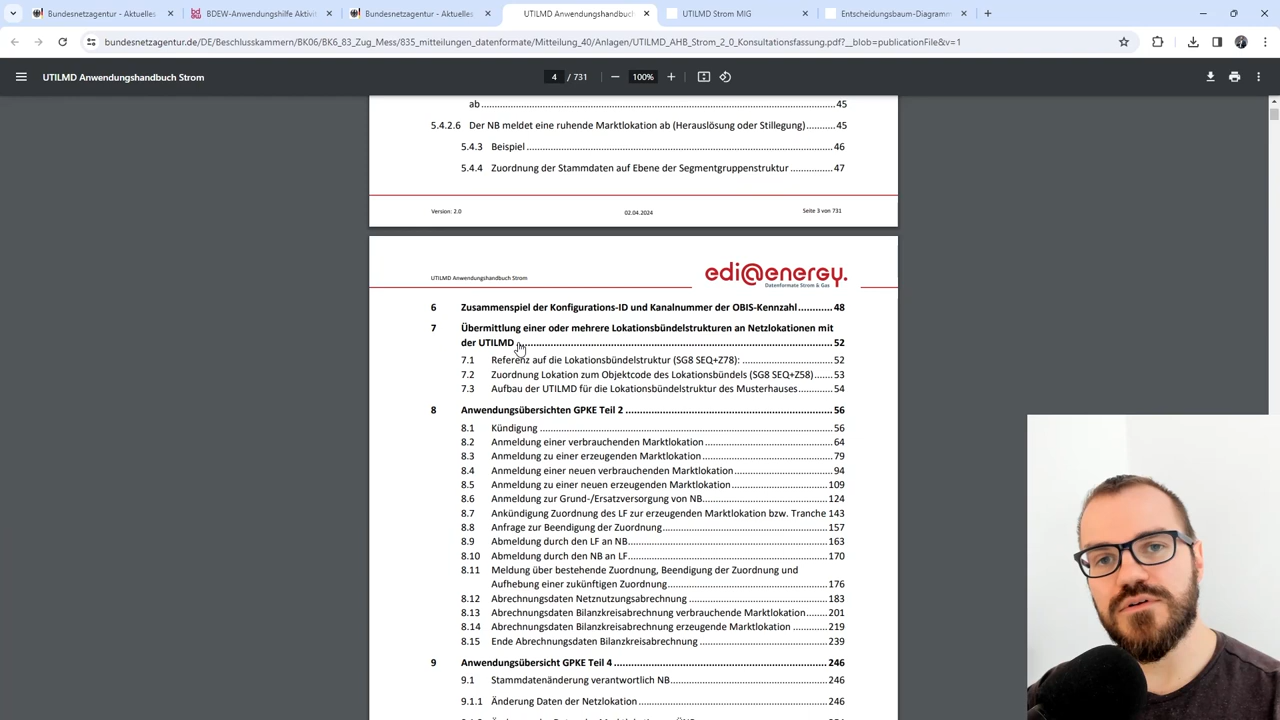 Bundesnetzagentur - Aktuelles
BDEW-Anwendungshilfe Aktivit
Bundesnetzagentur - Aktuelles
UTILMD Anwendungshandbuch
UTILMD Strom MIG
Entscheidungsbaum-Diagramm
bundesnetzagentur.de/DE/Beschlusskammern/BK06/BK6_83_Zug_Mess/835_mitteilungen_datenformate/Mitteilung_40/Anlagen/UTILMD_AHB_Strom_2_0_Konsultationsfassung.pdf?__blob=publicationFile&v=1
UTILMD Anwendungshandbuch Strom
4 / 731
100%
ab 45
5.4.2.6 Der NB meldet eine ruhende Marktlokation ab (Herauslösung oder Stillegung) 45
5.4.3 Beispiel 46
5.4.4 Zuordnung der Stammdaten auf Ebene der Segmentgruppenstruktur 47
Version: 2.0 02.04.2024 Seite 3 von 731
UTILMD Anwendungshandbuch Strom
edi@energy.
Datenformate Strom & Gas
6 Zusammenspiel der Konfigurations-ID und Kanalnummer der OBIS-Kennzahl 48
7 Übermittlung einer oder mehrere Lokationsbündelstrukturen an Netzlokationen mit
der UTILMD 52
7.1 Referenz auf die Lokationsbündelstruktur (SG8 SEQ+Z78): 52
7.2 Zuordnung Lokation zum Objektcode des Lokationsbündels (SG8 SEQ+Z58) 53
7.3 Aufbau der UTILMD für die Lokationsbündelstruktur des Musterhauses 54
8 Anwendungsübersichten GPKE Teil 2 56
8.1 Kündigung 56
8.2 Anmeldung einer verbrauchenden Marktlokation 64
8.3 Anmeldung zu einer erzeugenden Marktlokation 79
8.4 Anmeldung einer neuen verbrauchenden Marktlokation 94
8.5 Anmeldung zu einer neuen erzeugenden Marktlokation 109
8.6 Anmeldung zur Grund-/Ersatzversorgung von NB 124
8.7 Ankündigung Zuordnung des LF zur erzeugenden Marktlokation bzw. Tranche 143
8.8 Anfrage zur Beendigung der Zuordnung 157
8.9 Abmeldung durch den LF an NB 163
8.10 Abmeldung durch den NB an LF 170
8.11 Meldung über bestehende Zuordnung, Beendigung der Zuordnung und
Aufhebung einer zukünftigen Zuordnung 176
8.12 Abrechnungsdaten Netznutzungsabrechnung 183
8.13 Abrechnungsdaten Bilanzkreisabrechnung verbrauchende Marktlokation 201
8.14 Abrechnungsdaten Bilanzkreisabrechnung erzeugende Marktlokation 219
8.15 Ende Abrechnungsdaten Bilanzkreisabrechnung 239
9 Anwendungsübersicht GPKE Teil 4 246
9.1 Stammdatenänderung verantwortlich NB 246
9.1.1 Änderung Daten der Netzlokation 246